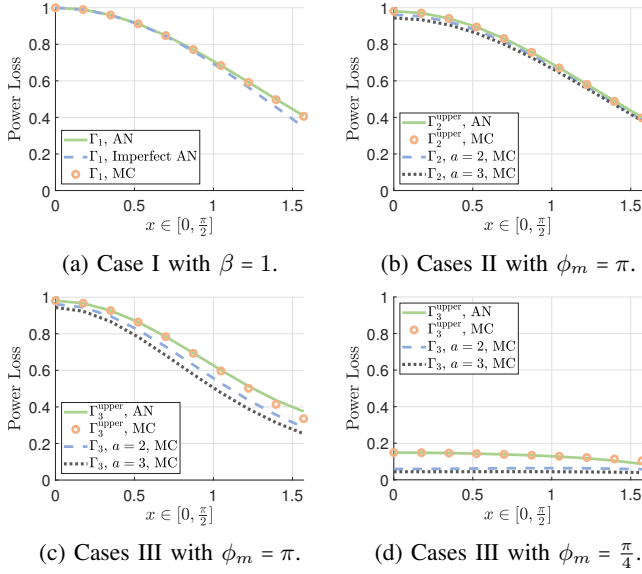 Power Loss
1
0.8
0.6
0.4
0.2
0
Γ₁, AN
Γ₁, Imperfect AN
Γ₁, MC
0 0.5 1 1.5
x ∈ [0, π/2]
(a) Case I with β = 1.
Power Loss
1
0.8
0.6
0.4
0.2
0
Γ₂^upper, AN
Γ₂^upper, MC
Γ₂, a = 2, MC
Γ₂, a = 3, MC
0 0.5 1 1.5
x ∈ [0, π/2]
(b) Cases II with ϕₘ = π.
Power Loss
1
0.8
0.6
0.4
0.2
0
Γ₃^upper, AN
Γ₃^upper, MC
Γ₃, a = 2, MC
Γ₃, a = 3, MC
0 0.5 1 1.5
x ∈ [0, π/2]
(c) Cases III with ϕₘ = π.
Power Loss
1
0.8
0.6
0.4
0.2
0
Γ₃^upper, AN
Γ₃^upper, MC
Γ₃, a = 2, MC
Γ₃, a = 3, MC
0 0.5 1 1.5
x ∈ [0, π/2]
(d) Cases III with ϕₘ = π/4.